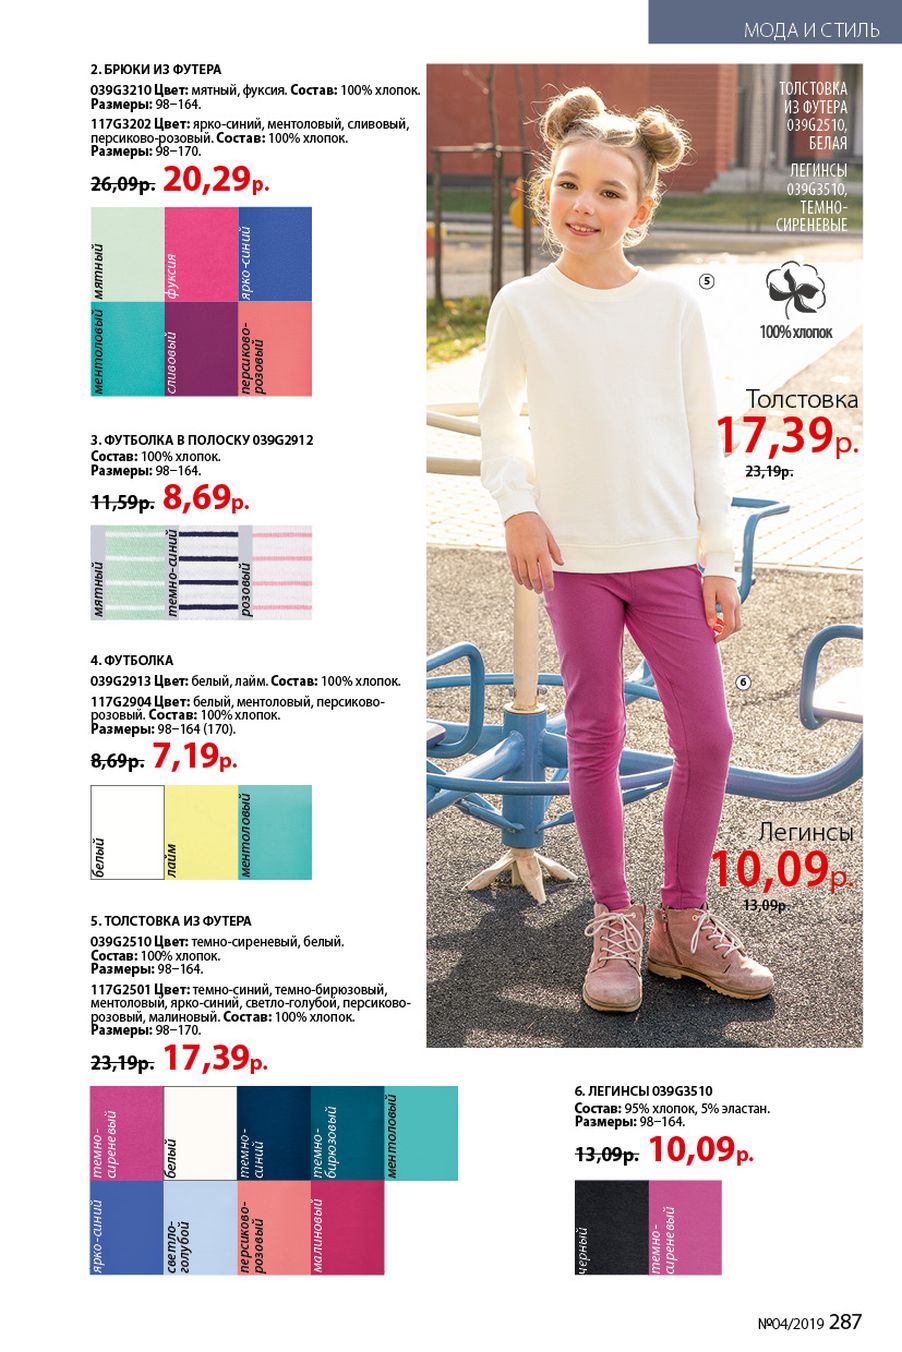 МОДА И СТИЛЬ
2. БРЮКИ ИЗ ФУТЕРА
039G3210 Цвет: мятный, фуксия. Состав: 100% хлопок.
Размеры: 98–164.
117G3202 Цвет: ярко-синий, ментоловый, сливовый,
персиково-розовый. Состав: 100% хлопок.
Размеры: 98–170.
26,09р. 20,29р.
мятный
фуксия
ярко-синий
ментоловый
сливовый
персиково-
розовый
3. ФУТБОЛКА В ПОЛОСКУ 039G2912
Состав: 100% хлопок.
Размеры: 98–164.
11,59р. 8,69р.
мятный
темно-синий
розовый
4. ФУТБОЛКА
039G2913 Цвет: белый, лайм. Состав: 100% хлопок.
117G2904 Цвет: белый, ментоловый, персиково-
розовый. Состав: 100% хлопок.
Размеры: 98–164 (170).
8,69р. 7,19р.
белый
лайм
ментоловый
5. ТОЛСТОВКА ИЗ ФУТЕРА
039G2510 Цвет: темно-сиреневый, белый.
Состав: 100% хлопок.
Размеры: 98–164.
117G2501 Цвет: темно-синий, темно-бирюзовый,
ментоловый, ярко-синий, светло-голубой, персиково-
розовый, малиновый. Состав: 100% хлопок.
Размеры: 98–170.
23,19р. 17,39р.
темно-
сиреневый
белый
темно-
синий
темно-
бирюзовый
ментоловый
ярко-синий
светло-
голубой
персиково-
розовый
малиновый
ТОЛСТОВКА
ИЗ ФУТЕРА
039G2510,
БЕЛАЯ
ЛЕГИНСЫ
039G3510,
ТЕМНО-
СИРЕНЕВЫЕ
5
100% хлопок
Толстовка
17,39р.
23,19р.
6
Легинсы
10,09р.
13,09р.
6. ЛЕГИНСЫ 039G3510
Состав: 95% хлопок, 5% эластан.
Размеры: 98–164.
13,09р. 10,09р.
черный
темно-
сиреневый
№04/2019 287